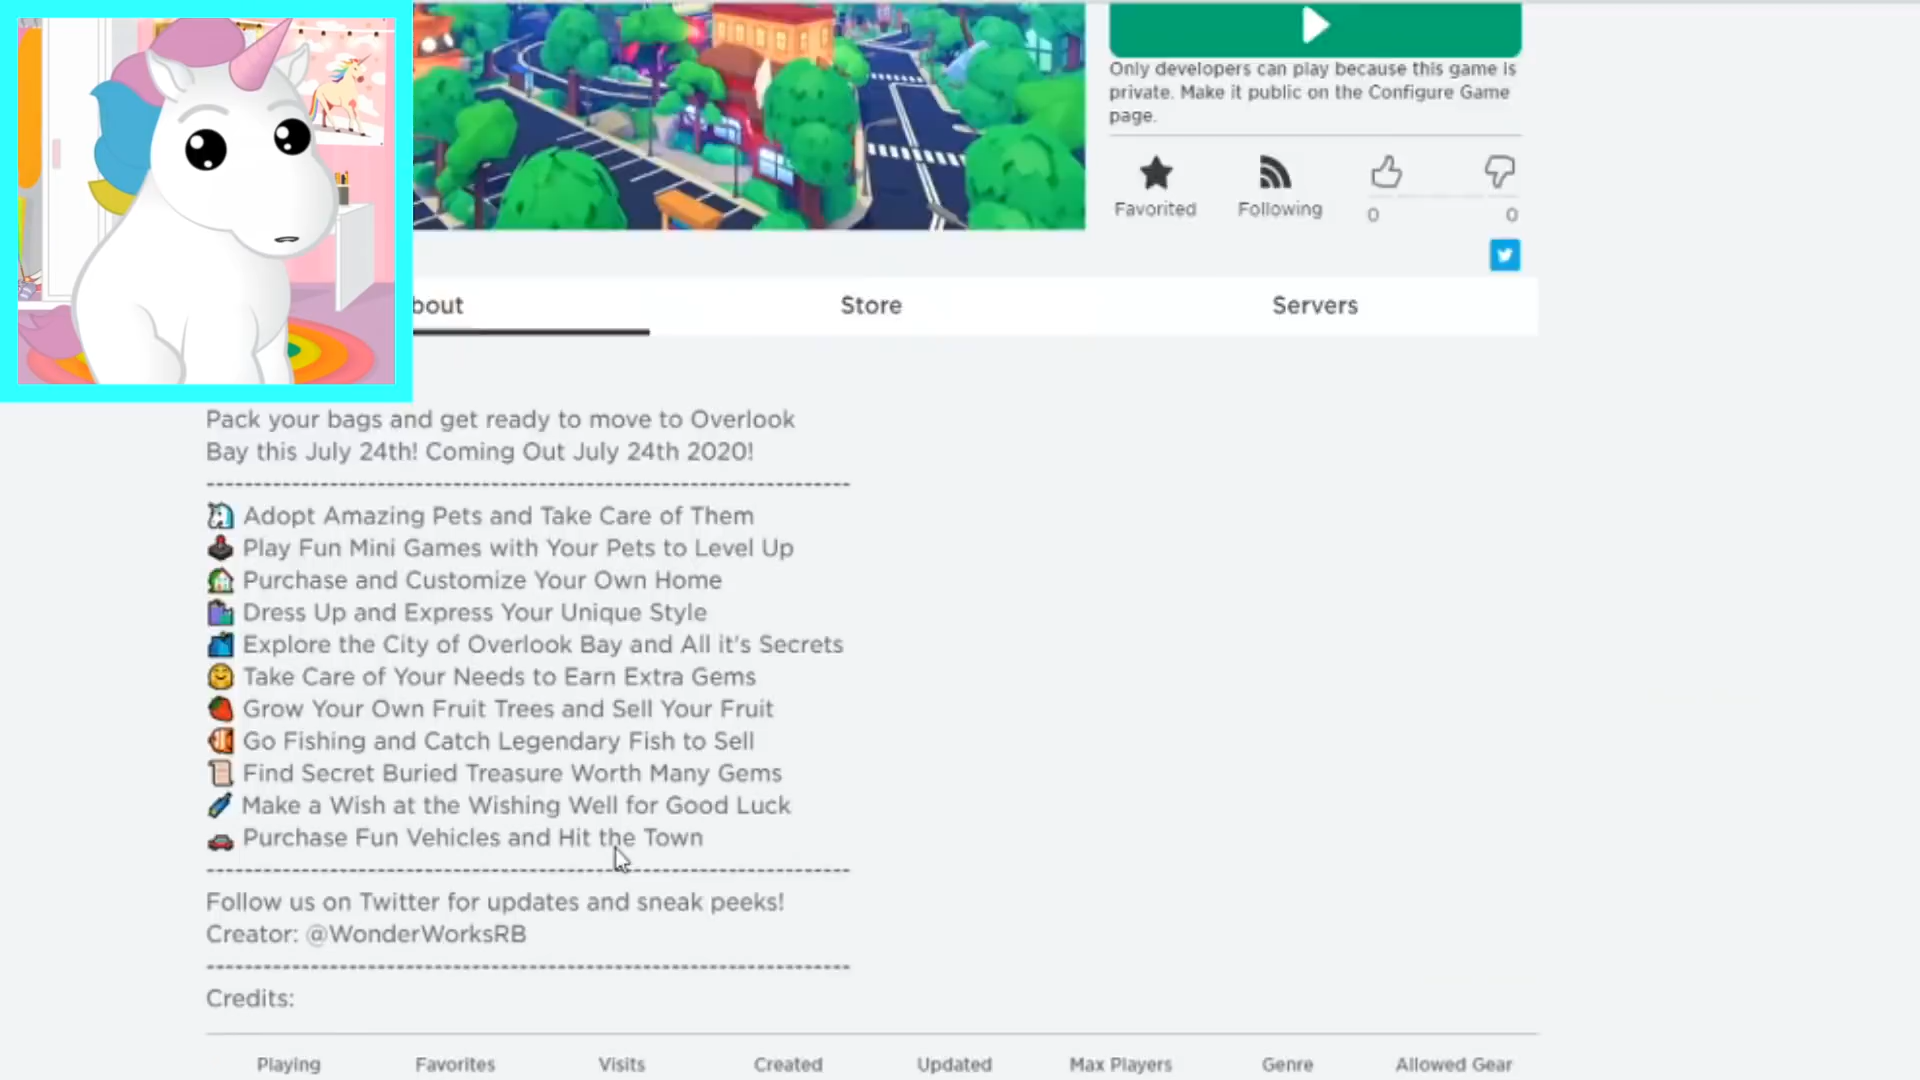 Only developers can play because this game is
private. Make it public on the Configure Game
page.
Favorited
Following
0
0
bout
Store
Servers
Pack your bags and get ready to move to Overlook
Bay this July 24th! Coming Out July 24th 2020!
--------------------------------------------------------
Adopt Amazing Pets and Take Care of Them
Play Fun Mini Games with Your Pets to Level Up
Purchase and Customize Your Own Home
Dress Up and Express Your Unique Style
Explore the City of Overlook Bay and All it's Secrets
Take Care of Your Needs to Earn Extra Gems
Grow Your Own Fruit Trees and Sell Your Fruit
Go Fishing and Catch Legendary Fish to Sell
Find Secret Buried Treasure Worth Many Gems
Make a Wish at the Wishing Well for Good Luck
Purchase Fun Vehicles and Hit the Town
--------------------------------------------------------
Follow us on Twitter for updates and sneak peeks!
Creator: @WonderWorksRB
--------------------------------------------------------
Credits:
Playing Favorites Visits Created Updated Max Players Genre Allowed Gear